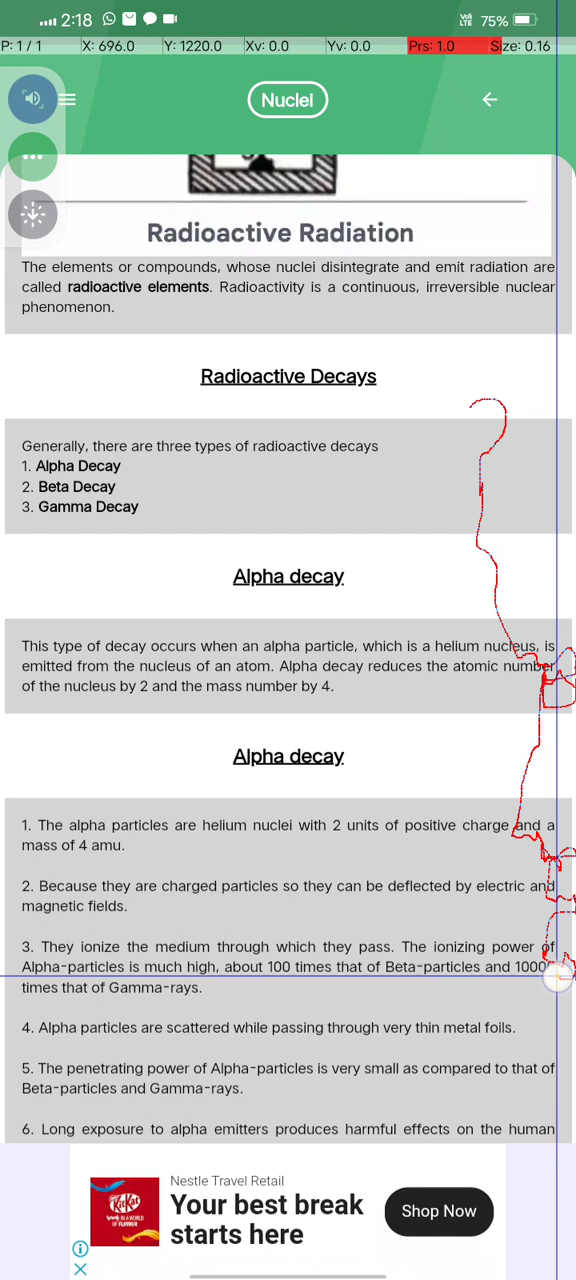 2:18
Vo) LTE 75%
P: 1 / 1 X: 696.0 Y: 1220.0 Xv: 0.0 Yv: 0.0 Prs: 1.0 Size: 0.16
Nuclei
Radioactive Radiation
The elements or compounds, whose nuclei disintegrate and emit radiation are
called radioactive elements. Radioactivity is a continuous, irreversible nuclear
phenomenon.
Radioactive Decays
Generally, there are three types of radioactive decays
1. Alpha Decay
2. Beta Decay
3. Gamma Decay
Alpha decay
This type of decay occurs when an alpha particle, which is a helium nucleus, is
emitted from the nucleus of an atom. Alpha decay reduces the atomic number
of the nucleus by 2 and the mass number by 4.
Alpha decay
1. The alpha particles are helium nuclei with 2 units of positive charge and a
mass of 4 amu.
2. Because they are charged particles so they can be deflected by electric and
magnetic fields.
3. They ionize the medium through which they pass. The ionizing power of
Alpha-particles is much high, about 100 times that of Beta-particles and 1000
times that of Gamma-rays.
4. Alpha particles are scattered while passing through very thin metal foils.
5. The penetrating power of Alpha-particles is very small as compared to that of
Beta-particles and Gamma-rays.
6. Long exposure to alpha emitters produces harmful effects on the human
Nestle Travel Retail
Your best break
starts here
Shop Now
KitKat